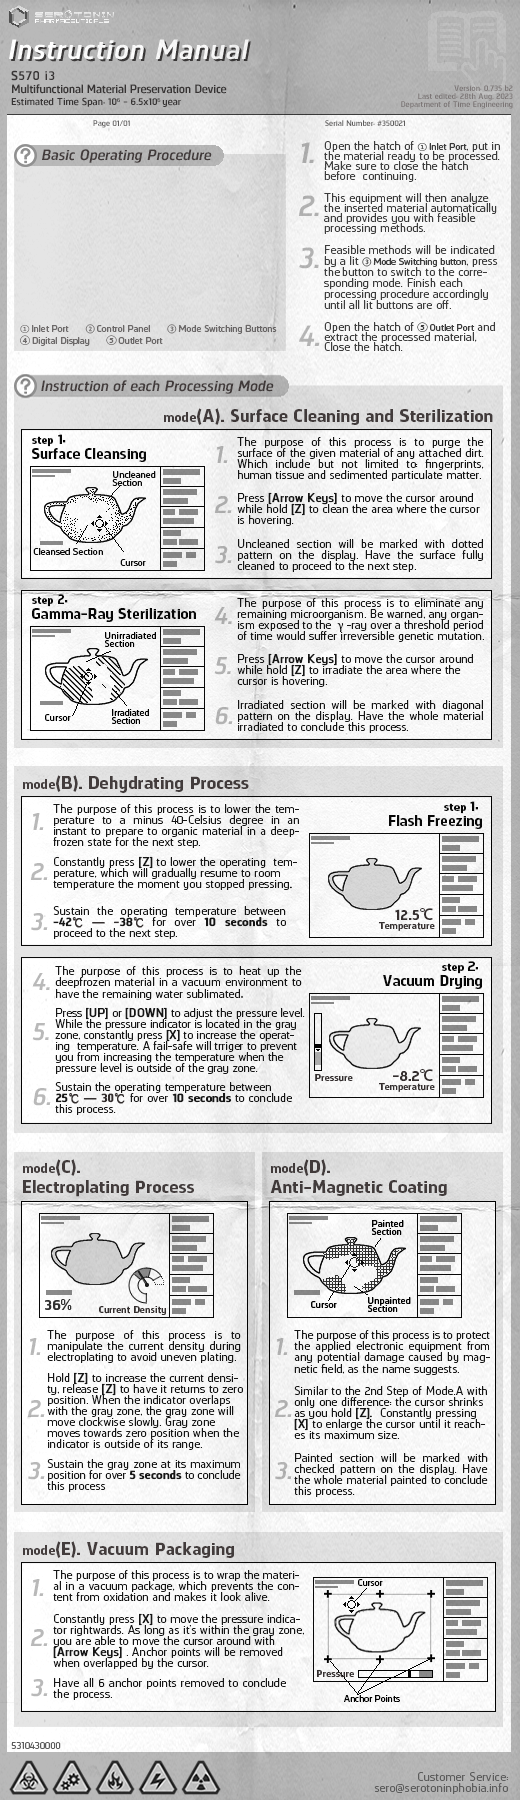 SEROTONIN
PHARMACEUTICALS
Instruction Manual
S570 i3
Multifunctional Material Preservation Device
Estimated Time Span: 10⁶ - 6.5x10⁶ year
Version: 0.735.b2
Last edited: 28th Aug, 2023
Department of Time Engineering
Page 01/01
Serial Number: #350021
? Basic Operating Procedure
① Inlet Port ② Control Panel ③ Mode Switching Buttons
④ Digital Display ⑤ Outlet Port
1. Open the hatch of ① Inlet Port, put in
the material ready to be processed.
Make sure to close the hatch
before continuing.
2. This equipment will then analyze
the inserted material automatically
and provides you with feasible
processing methods.
3. Feasible methods will be indicated
by a lit ③ Mode Switching button, press
the button to switch to the corre-
sponding mode. Finish each
processing procedure accordingly
until all lit buttons are off.
4. Open the hatch of ⑤ Outlet Port and
extract the processed material,
Close the hatch.
? Instruction of each Processing Mode
mode(A). Surface Cleaning and Sterilization
step 1.
Surface Cleansing
Uncleaned
Section
Cleansed Section
Cursor
1. The purpose of this process is to purge the
surface of the given material of any attached dirt.
Which include but not limited to: fingerprints,
human tissue and sedimented particulate matter.
2. Press [Arrow Keys] to move the cursor around
while hold [Z] to clean the area where the cursor
is hovering.
3. Uncleaned section will be marked with dotted
pattern on the display. Have the surface fully
cleaned to proceed to the next step.
step 2.
Gamma-Ray Sterilization
Unirradiated
Section
Cursor
Irradiated
Section
4. The purpose of this process is to eliminate any
remaining microorganism. Be warned, any organ-
ism exposed to the γ -ray over a threshold period
of time would suffer irreversible genetic mutation.
5. Press [Arrow Keys] to move the cursor around
while hold [Z] to irradiate the area where the
cursor is hovering.
6. Irradiated section will be marked with diagonal
pattern on the display. Have the whole material
irradiated to conclude this process.
mode(B). Dehydrating Process
1. The purpose of this process is to lower the tem-
perature to a minus 40-Celsius degree in an
instant to prepare to organic material in a deep-
frozen state for the next step.
2. Constantly press [Z] to lower the operating tem-
perature, which will gradually resume to room
temperature the moment you stopped pressing.
3. Sustain the operating temperature between
-42℃ — -38℃ for over 10 seconds to
proceed to the next step.
step 1.
Flash Freezing
12.5℃
Temperature
4. The purpose of this process is to heat up the
deepfrozen material in a vacuum environment to
have the remaining water sublimated.
5. Press [UP] or [DOWN] to adjust the pressure level.
While the pressure indicator is located in the gray
zone, constantly press [X] to increase the operat-
ing temperature. A fail-safe will trriger to prevent
you from increasing the temperature when the
pressure level is outside of the gray zone.
6. Sustain the operating temperature between
25℃ — 30℃ for over 10 seconds to conclude
this process.
step 2.
Vacuum Drying
Pressure
-8.2℃
Temperature
mode(C).
Electroplating Process
36%
Current Density
1. The purpose of this process is to
manipulate the current density during
electroplating to avoid uneven plating.
2. Hold [Z] to increase the current densi-
ty, release [Z] to have it returns to zero
position. When the indicator overlaps
with the gray zone, the gray zone will
move clockwise slowly. Gray zone
moves towards zero position when the
indicator is outside of its range.
3. Sustain the gray zone at its maximum
position for over 5 seconds to conclude
this process
mode(D).
Anti-Magnetic Coating
Painted
Section
Cursor
Unpainted
Section
1. The purpose of this process is to protect
the applied electronic equipment from
any potential damage caused by mag-
netic field, as the name suggests.
2. Similar to the 2nd Step of Mode.A with
only one difference: the cursor shrinks
as you hold [Z]. Constantly pressing
[X] to enlarge the cursor until it reach-
es its maximum size.
3. Painted section will be marked with
checked pattern on the display. Have
the whole material painted to conclude
this process.
mode(E). Vacuum Packaging
1. The purpose of this process is to wrap the materi-
al in a vacuum package, which prevents the con-
tent from oxidation and makes it look alive.
2. Constantly press [X] to move the pressure indica-
tor rightwards. As long as it's within the gray zone,
you are able to move the cursor around with
[Arrow Keys] . Anchor points will be removed
when overlapped by the cursor.
3. Have all 6 anchor points removed to conclude
the process.
Cursor
Pressure
Anchor Points
5310430000
Customer Service:
sero@serotoninphobia.info